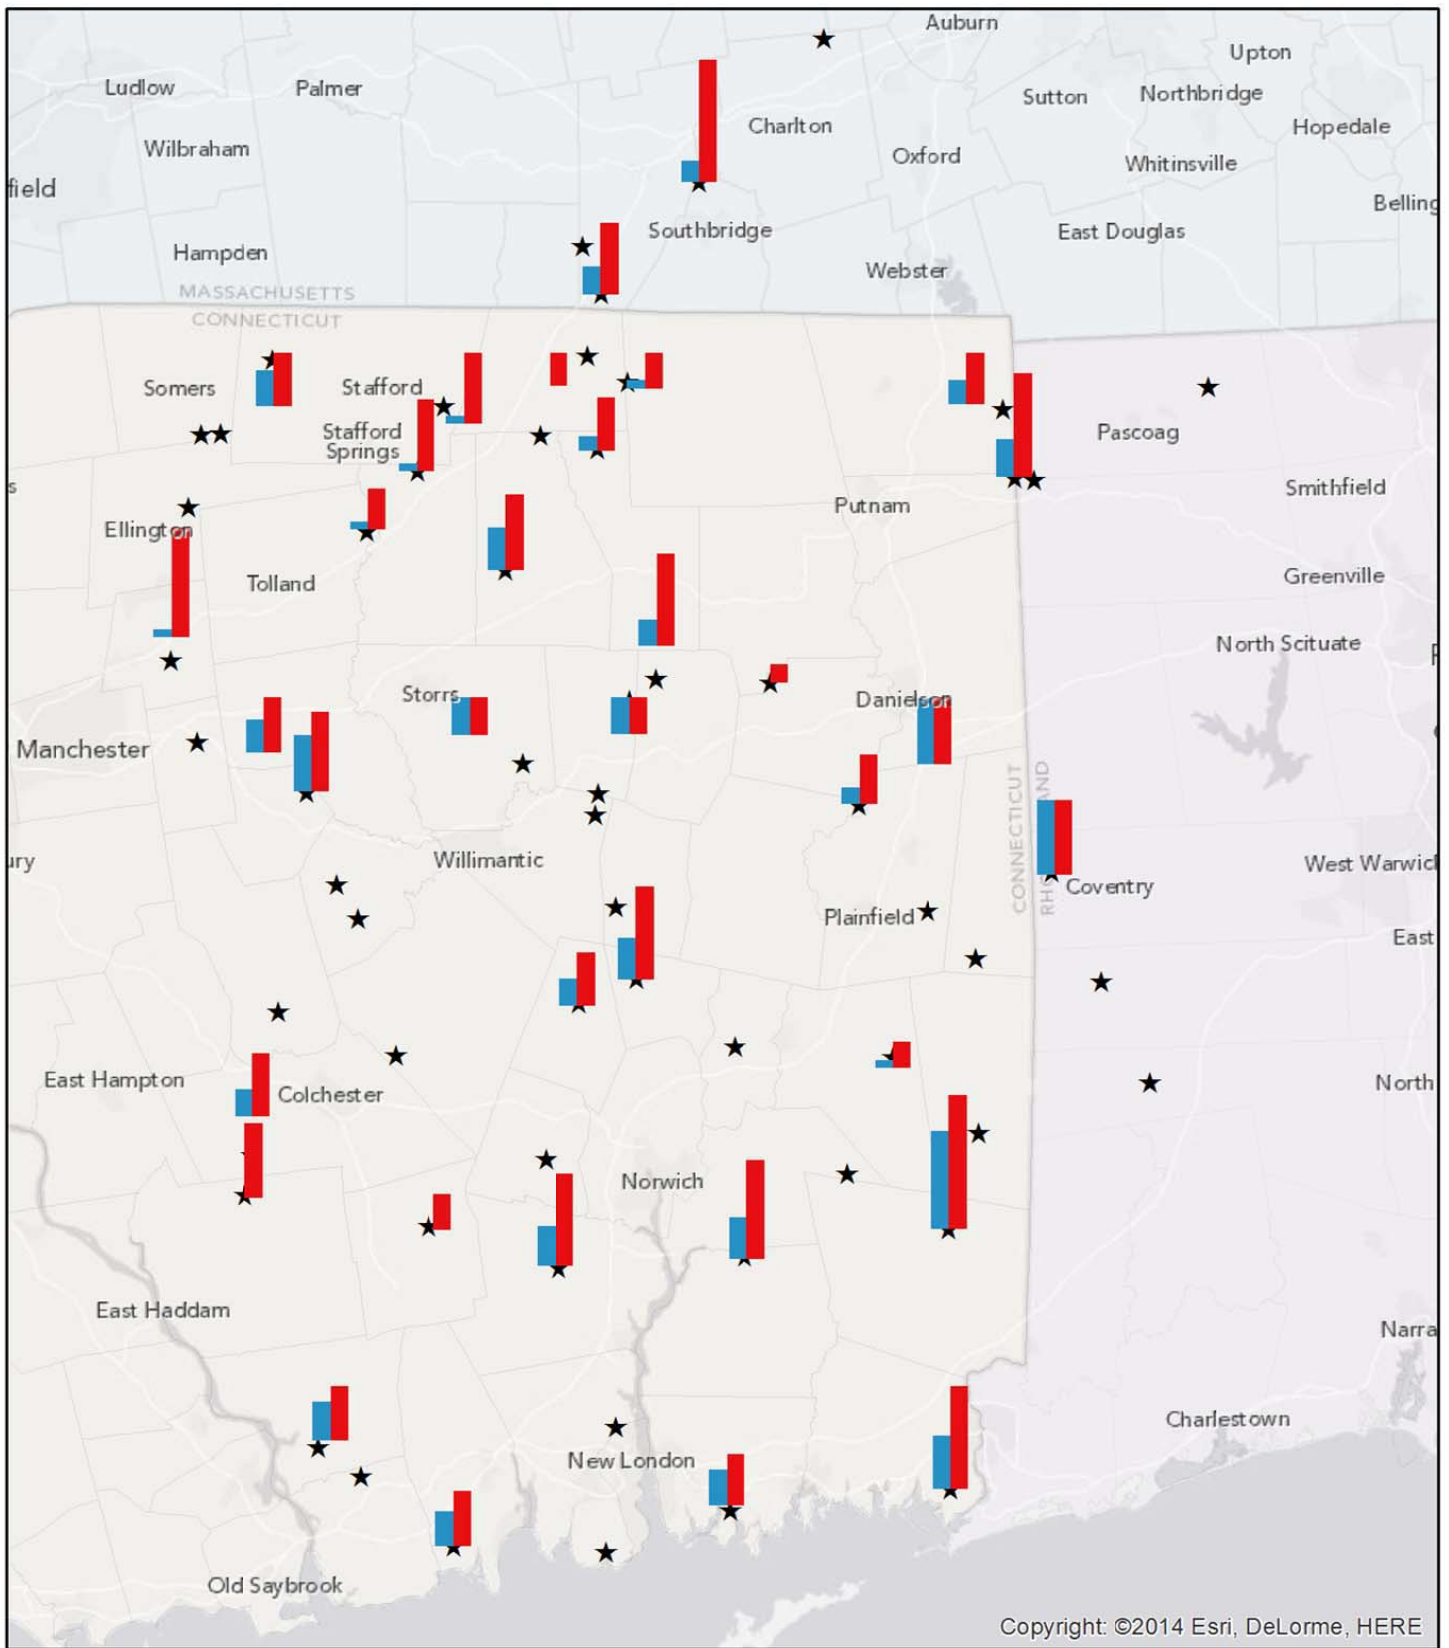 Auburn
Upton
Ludlow
Palmer
Sutton
Northbridge
Charlton
Hopedale
Wilbraham
Oxford
Whitinsville
field
Belling
Southbridge
East Douglas
Hampden
Webster
MASSACHUSETTS
CONNECTICUT
Somers
Stafford
Stafford
Springs
Pascoag
s
Smithfield
Putnam
Ellington
Tolland
Greenville
North Scituate
Storrs
Danielson
Manchester
CONNECTICUT
Willimantic
ury
West Warwick
Coventry
Plainfield
East
East Hampton
Colchester
North
Norwich
East Haddam
Narra
Charlestown
New London
Old Saybrook
Copyright: ©2014 Esri, DeLorme, HERE